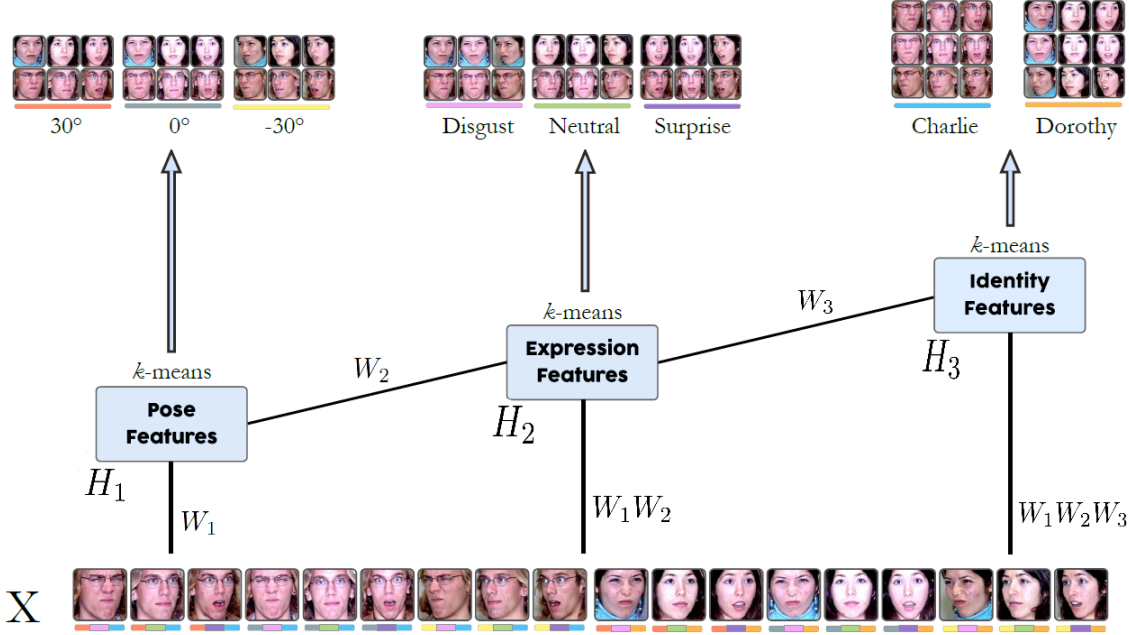 30°
0°
-30°
Disgust
Neutral
Surprise
Charlie
Dorothy
k-means
Identity
Features
W₃
H₃
k-means
Expression
Features
W₂
H₂
k-means
Pose
Features
H₁
W₁
W₁W₂
W₁W₂W₃
X